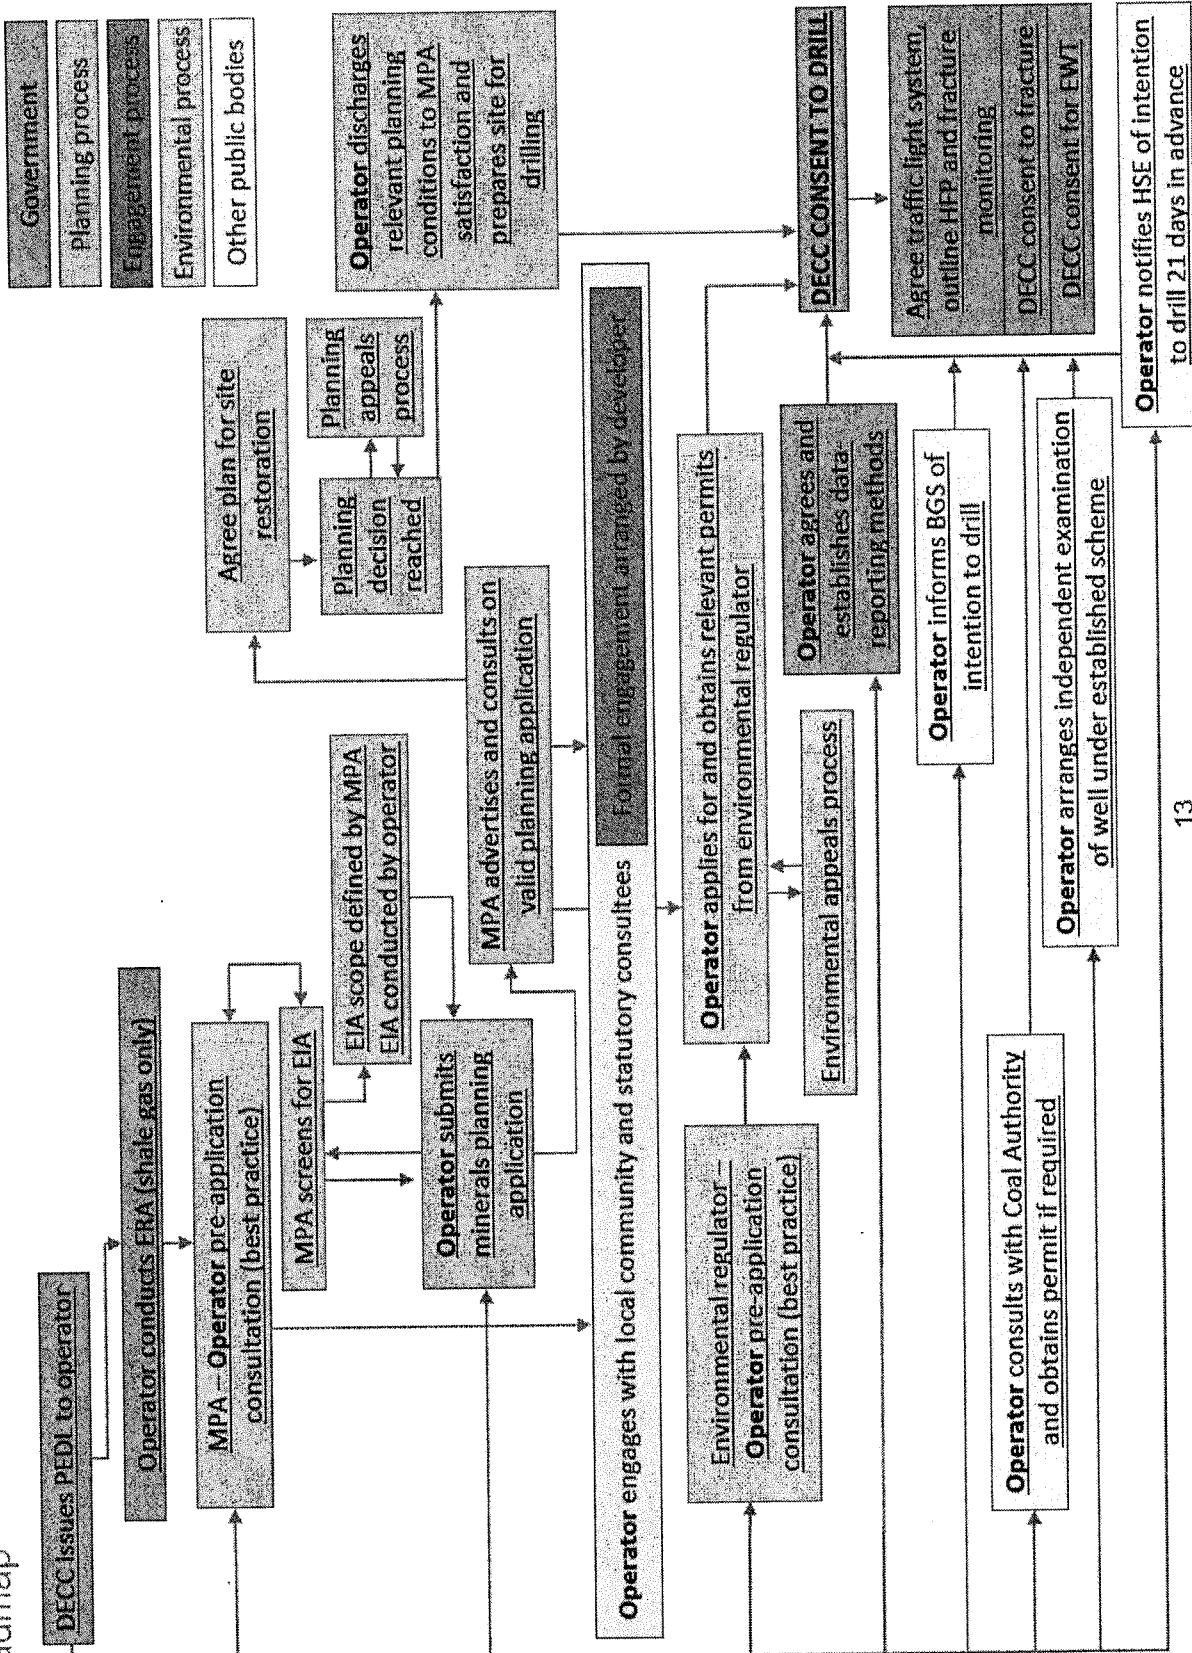 admap
DECC issues PEDL to operator
Operator conducts ERA (shale gas only)
MPA – Operator pre-application
consultation (best practice)
MPA screens for EIA
EIA scope defined by MPA
EIA conducted by operator
Operator submits
minerals planning
application
MPA advertises and consults on
valid planning application
Agree plan for site
restoration
Planning
decision
reached
Planning
appeals
process
Operator discharges
relevant planning
conditions to MPA
satisfaction and
prepares site for
drilling
Government
Planning process
Engagement process
Environmental process
Other public bodies
Operator engages with local community and statutory consultees
Formal engagement arranged by developer
Environmental regulator –
Operator pre-application
consultation (best practice)
Operator applies for and obtains relevant permits
from environmental regulator
Environmental appeals process
Operator agrees and
establishes data-
reporting methods
DECC CONSENT TO DRILL
Agree traffic light system,
outline HFP and fracture
monitoring
DECC consent to fracture
DECC consent for EWT
Operator informs BGS of
intention to drill
Operator consults with Coal Authority
and obtains permit if required
Operator arranges independent examination
of well under established scheme
Operator notifies HSE of intention
to drill 21 days in advance
13